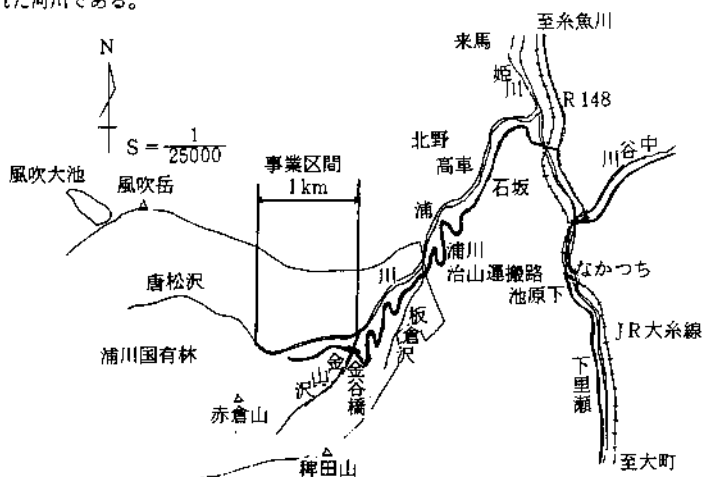 れた河川である。
至糸魚川
来馬
姫川
N
R148
S = 1/25000
北野
川谷中
事業区間
1km
高車
風吹大池
風吹岳
石坂
浦川
浦川
治山運搬路
なかつち
唐松沢
池原下
板倉沢
JR大糸線
浦川国有林
金山沢
金谷橋
下里瀬
赤倉山
稗田山
至大町